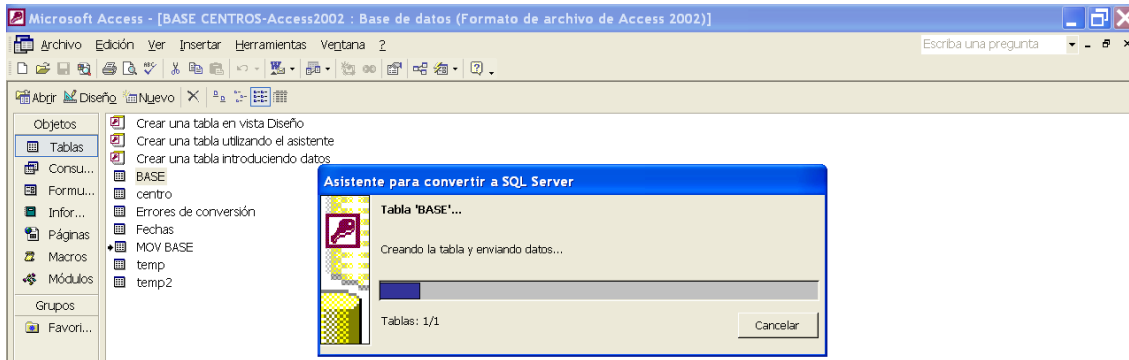 Microsoft Access - [BASE CENTROS-Access2002 : Base de datos (Formato de archivo de Access 2002)]
Archivo Edición Ver Insertar Herramientas Ventana ?
Escriba una pregunta
Abrir Diseño Nuevo
Objetos
Tablas
Consu...
Formu...
Infor...
Páginas
Macros
Módulos
Grupos
Favori...
Crear una tabla en vista Diseño
Crear una tabla utilizando el asistente
Crear una tabla introduciendo datos
BASE
centro
Errores de conversión
Fechas
MOV BASE
temp
temp2
Asistente para convertir a SQL Server
Tabla 'BASE'...
Creando la tabla y enviando datos...
Tablas: 1/1
Cancelar